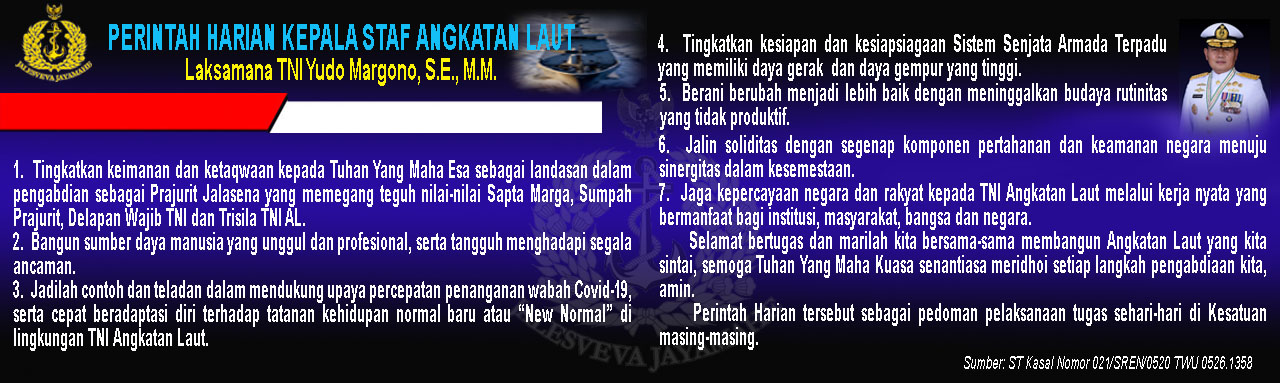 JALESVEVA JAYAMAHE
PERINTAH HARIAN KEPALA STAF ANGKATAN LAUT
Laksamana TNI Yudo Margono, S.E., M.M.
1. Tingkatkan keimanan dan ketaqwaan kepada Tuhan Yang Maha Esa sebagai landasan dalam
pengabdian sebagai Prajurit Jalasena yang memegang teguh nilai-nilai Sapta Marga, Sumpah
Prajurit, Delapan Wajib TNI dan Trisila TNI AL.
2. Bangun sumber daya manusia yang unggul dan profesional, serta tangguh menghadapi segala
ancaman.
3. Jadilah contoh dan teladan dalam mendukung upaya percepatan penanganan wabah Covid-19,
serta cepat beradaptasi diri terhadap tatanan kehidupan normal baru atau “New Normal” di
lingkungan TNI Angkatan Laut.
4. Tingkatkan kesiapan dan kesiapsiagaan Sistem Senjata Armada Terpadu
yang memiliki daya gerak dan daya gempur yang tinggi.
5. Berani berubah menjadi lebih baik dengan meninggalkan budaya rutinitas
yang tidak produktif.
6. Jalin soliditas dengan segenap komponen pertahanan dan keamanan negara menuju
sinergitas dalam kesemestaan.
7. Jaga kepercayaan negara dan rakyat kepada TNI Angkatan Laut melalui kerja nyata yang
bermanfaat bagi institusi, masyarakat, bangsa dan negara.
Selamat bertugas dan marilah kita bersama-sama membangun Angkatan Laut yang kita
sintai, semoga Tuhan Yang Maha Kuasa senantiasa meridhoi setiap langkah pengabdiaan kita,
amin.
Perintah Harian tersebut sebagai pedoman pelaksanaan tugas sehari-hari di Kesatuan
masing-masing.
JALESVEVA JAYAMAHE
Sumber: ST Kasal Nomor 021/SREN/0520 TWU 0526.1358